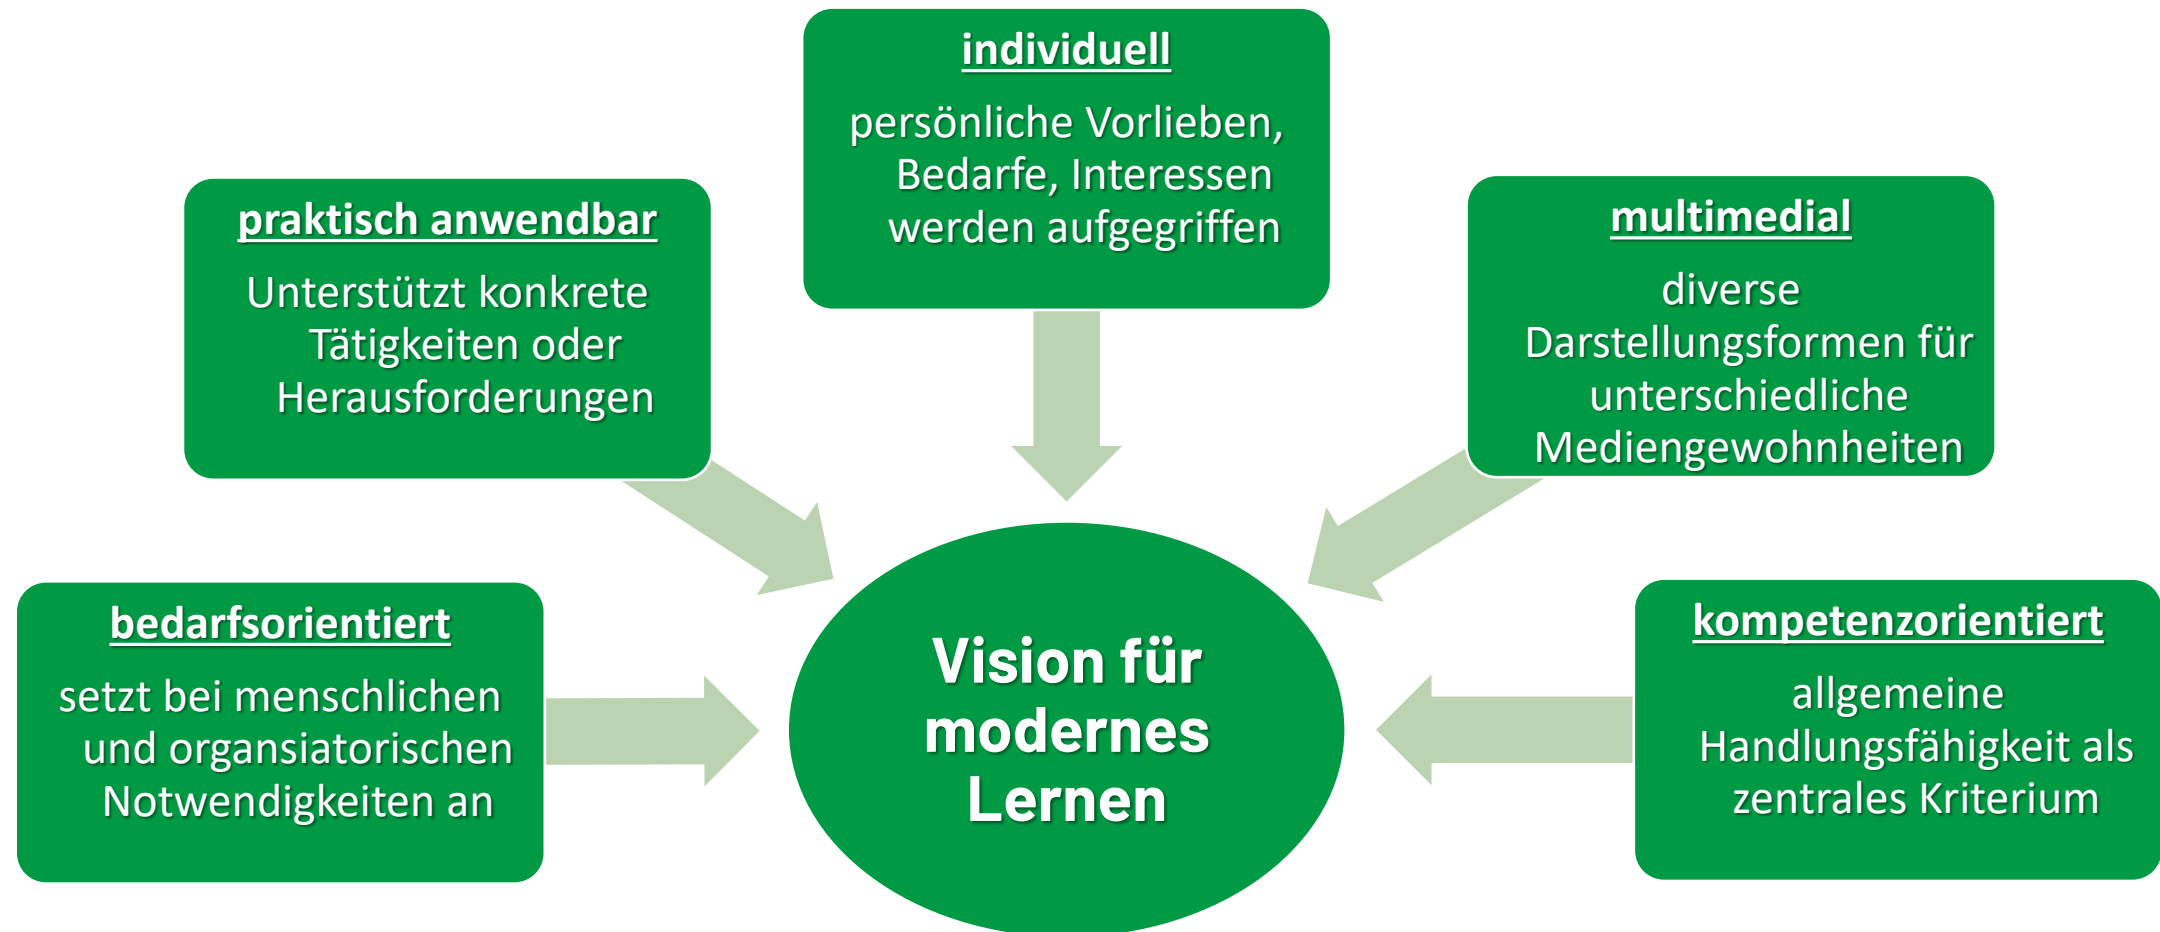 individuell
persönliche Vorlieben,
Bedarfe, Interessen
werden aufgegriffen
praktisch anwendbar
Unterstützt konkrete
Tätigkeiten oder
Herausforderungen
multimedial
diverse
Darstellungsformen für
unterschiedliche
Mediengewohnheiten
bedarfsorientiert
setzt bei menschlichen
und organsiatorischen
Notwendigkeiten an
Vision für
modernes
Lernen
kompetenzorientiert
allgemeine
Handlungsfähigkeit als
zentrales Kriterium